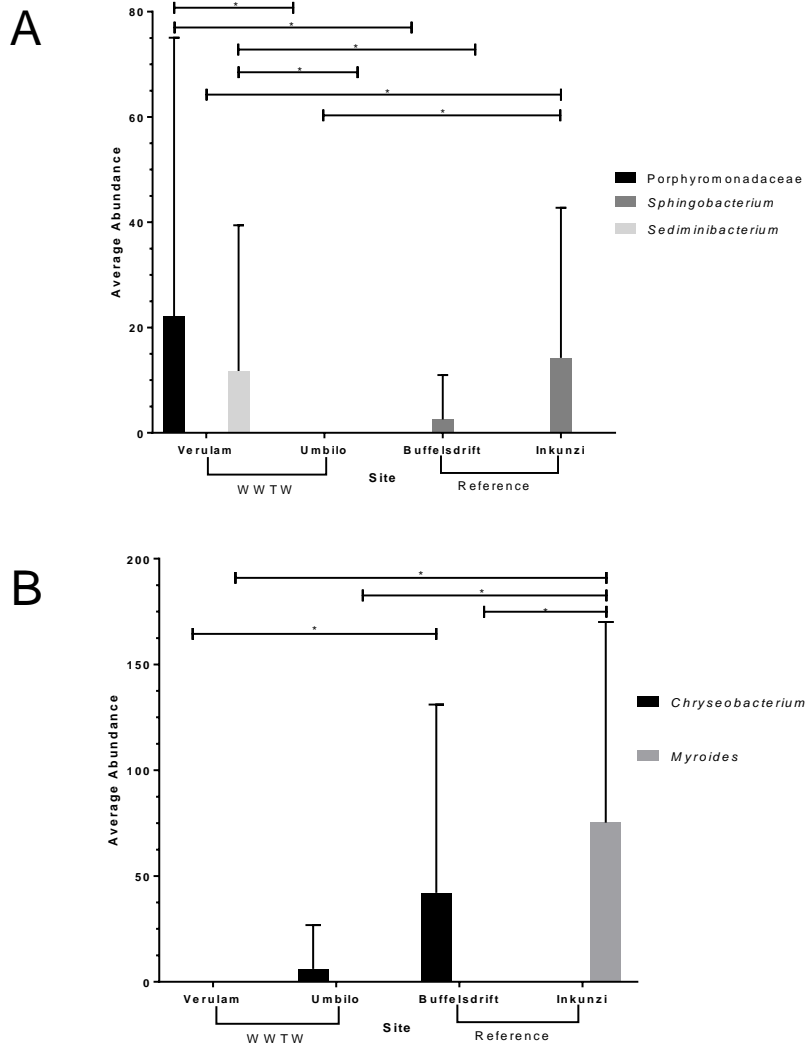 A
80
60
40
20
0
Average Abundance
*
*
*
*
*
*
Verulam Umbilo Buffelsdrift Inkunzi
WWTW Site Reference
Porphyromonadaceae
Sphingobacterium
Sediminibacterium
B
200
150
100
50
0
Average Abundance
*
*
*
*
Verulam Umbilo Buffelsdrift Inkunzi
WWTW Site Reference
Chryseobacterium
Myroides